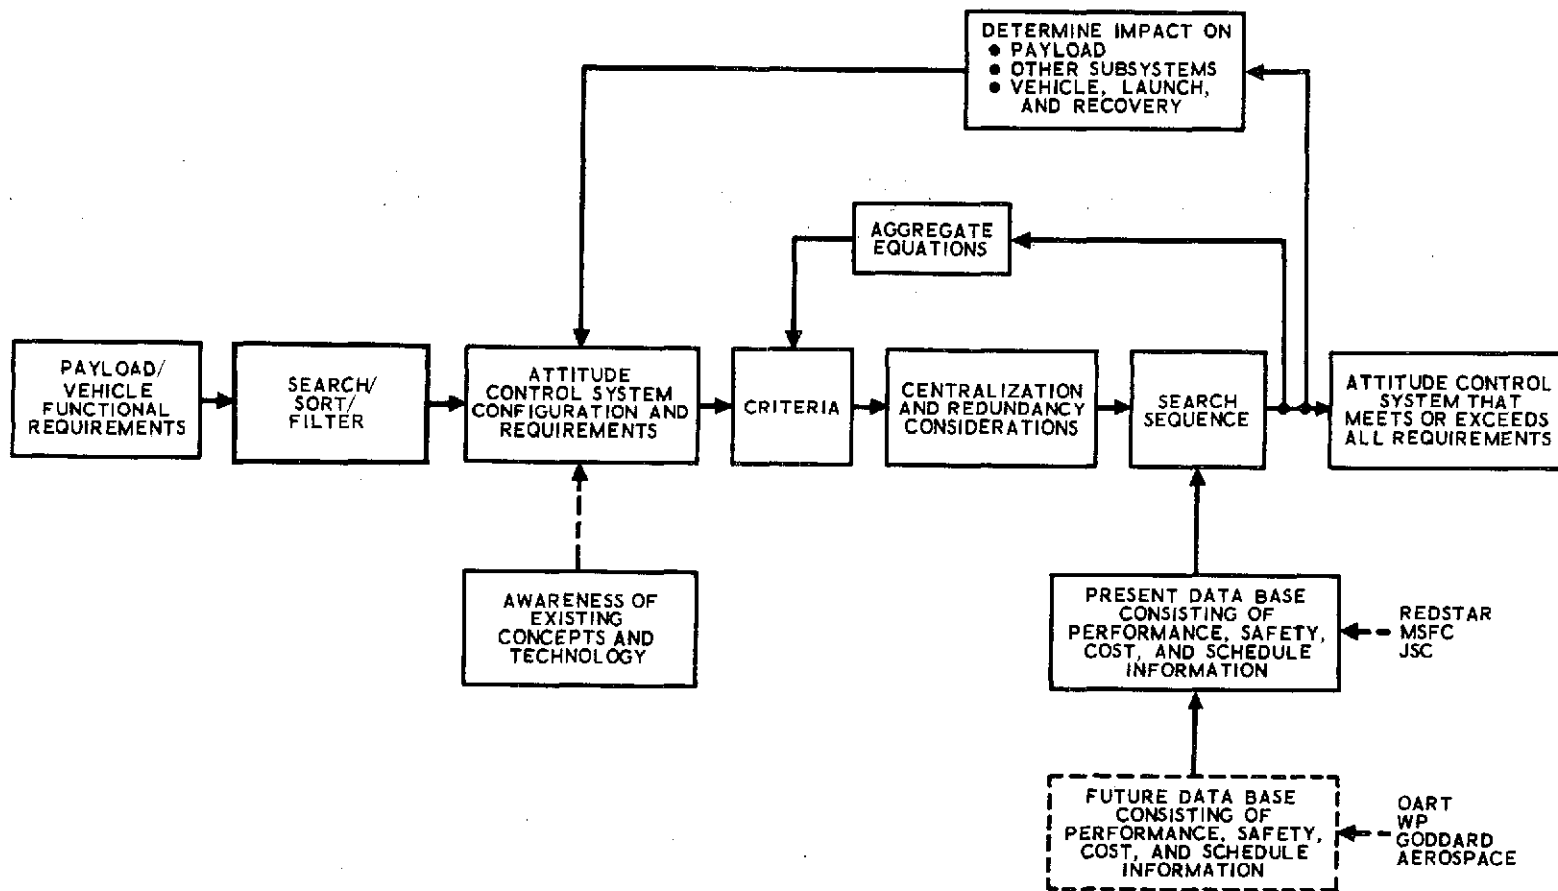 DETERMINE IMPACT ON
● PAYLOAD
● OTHER SUBSYSTEMS
● VEHICLE, LAUNCH,
AND RECOVERY
AGGREGATE
EQUATIONS
PAYLOAD/
VEHICLE
FUNCTIONAL
REQUIREMENTS
SEARCH/
SORT/
FILTER
ATTITUDE
CONTROL SYSTEM
CONFIGURATION AND
REQUIREMENTS
CRITERIA
CENTRALIZATION
AND REDUNDANCY
CONSIDERATIONS
SEARCH
SEQUENCE
ATTITUDE CONTROL
SYSTEM THAT
MEETS OR EXCEEDS
ALL REQUIREMENTS
AWARENESS OF
EXISTING
CONCEPTS AND
TECHNOLOGY
PRESENT DATA BASE
CONSISTING OF
PERFORMANCE, SAFETY,
COST, AND SCHEDULE
INFORMATION
REDSTAR
MSFC
JSC
FUTURE DATA BASE
CONSISTING OF
PERFORMANCE, SAFETY,
COST, AND SCHEDULE
INFORMATION
OART
WP
GODDARD
AEROSPACE